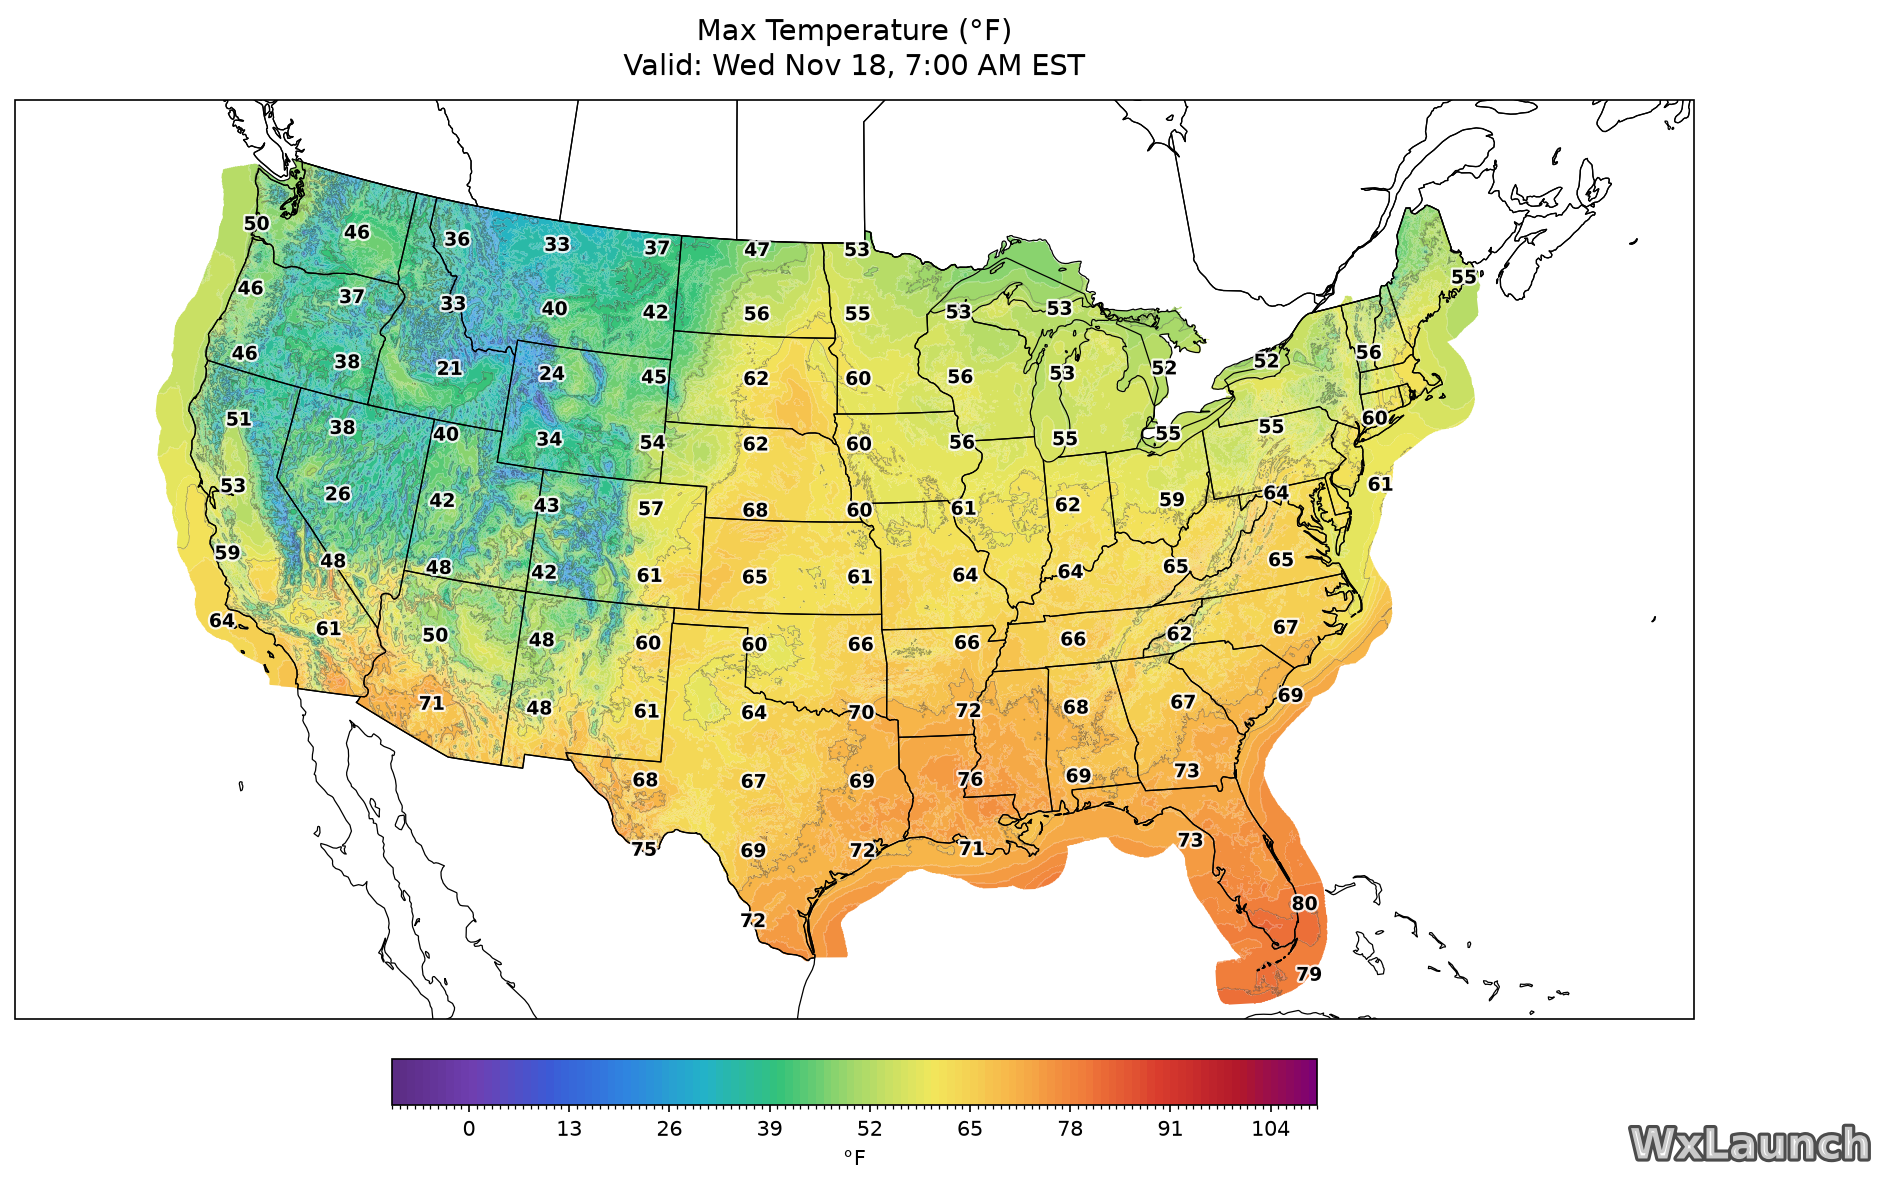 Max Temperature (°F)
Valid: Wed Nov 18, 7:00 AM EST
50 46 36 33 37 47 53 55
46 37 33 40 42 56 55 53 53
46 38 21 24 45 62 60 56 53 52 52 56
51 38 40 34 54 62 60 56 55 55 55 60
53 26 42 43 57 68 60 61 62 59 64 61
59 48 48 42 61 65 61 64 64 65 65
64 61 50 48 60 60 66 66 66 62 67
71 48 61 64 70 72 68 67 69
68 67 69 76 69 73
75 69 72 71 73
72 80
79
0 13 26 39 52 65 78 91 104
°F
WxLaunch